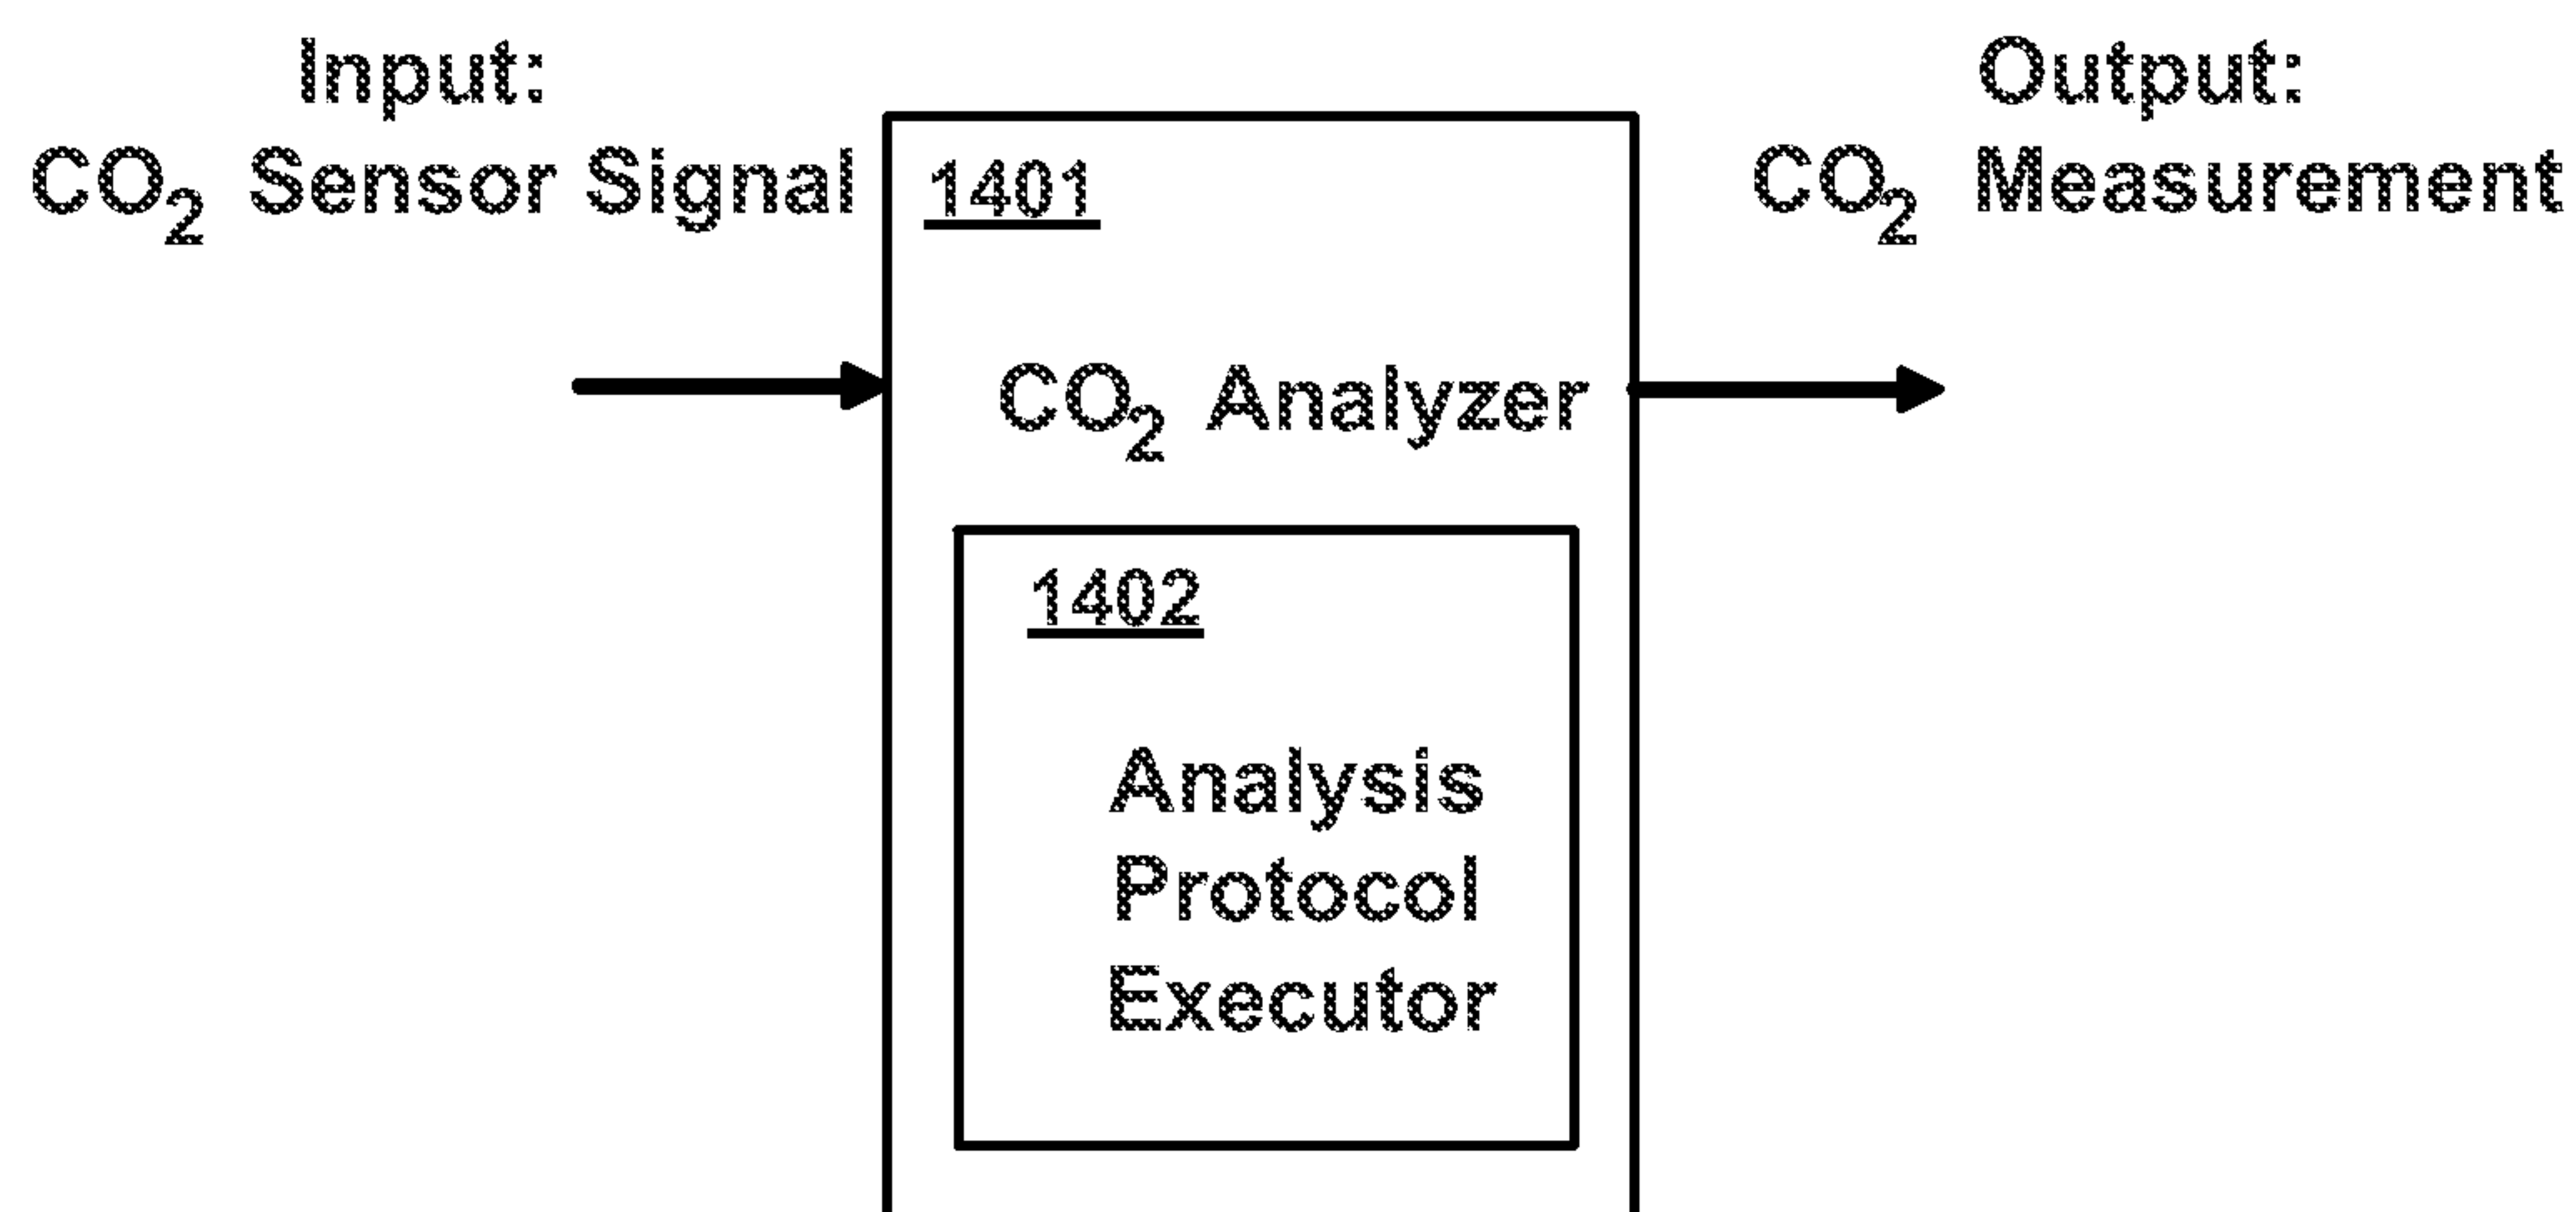 Input:
CO₂ Sensor Signal
1401
CO₂ Analyzer
1402
Analysis
Protocol
Executor
Output:
CO₂ Measurement